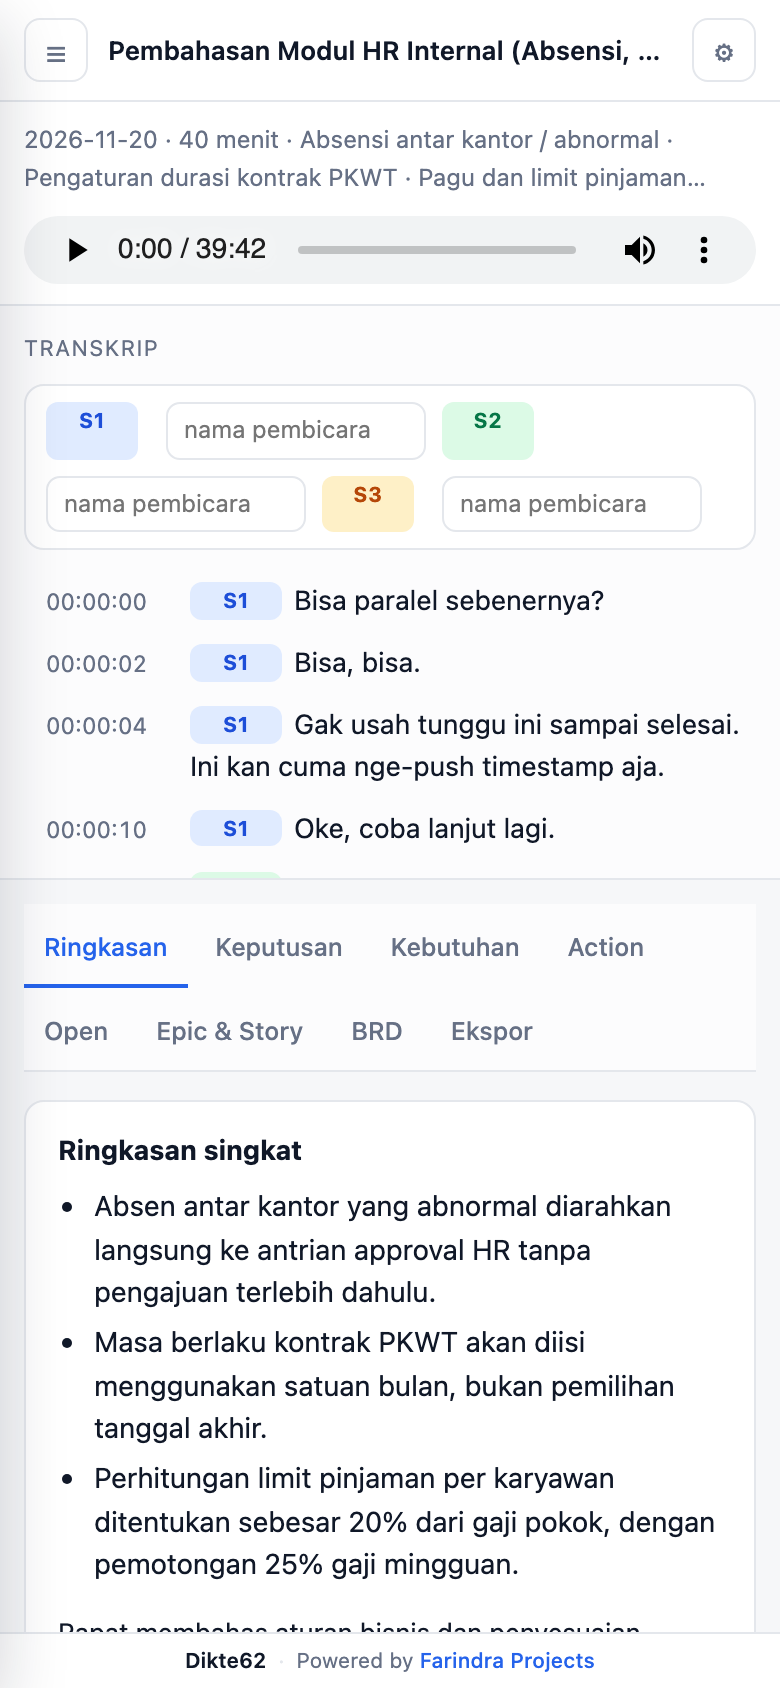 Pembahasan Modul HR Internal (Absensi, ...
2026-11-20 · 40 menit · Absensi antar kantor / abnormal ·
Pengaturan durasi kontrak PKWT · Pagu dan limit pinjaman...
0:00 / 39:42
TRANSKRIP
S1 nama pembicara S2
nama pembicara S3 nama pembicara
00:00:00 S1 Bisa paralel sebenernya?
00:00:02 S1 Bisa, bisa.
00:00:04 S1 Gak usah tunggu ini sampai selesai.
Ini kan cuma nge-push timestamp aja.
00:00:10 S1 Oke, coba lanjut lagi.
Ringkasan Keputusan Kebutuhan Action
Open Epic & Story BRD Ekspor
Ringkasan singkat
• Absen antar kantor yang abnormal diarahkan
langsung ke antrian approval HR tanpa
pengajuan terlebih dahulu.
• Masa berlaku kontrak PKWT akan diisi
menggunakan satuan bulan, bukan pemilihan
tanggal akhir.
• Perhitungan limit pinjaman per karyawan
ditentukan sebesar 20% dari gaji pokok, dengan
pemotongan 25% gaji mingguan.
Rapat membahas aturan bisnis dan penyesuaian
Dikte62 · Powered by Farindra Projects